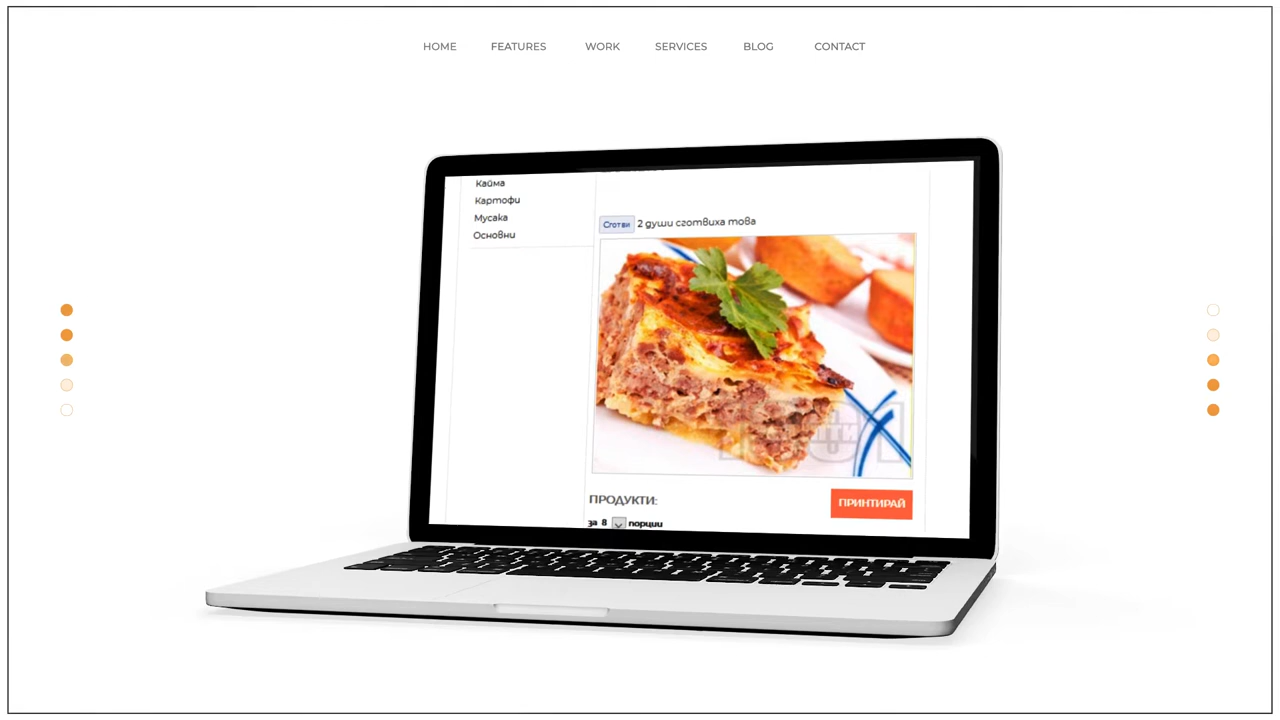 HOME FEATURES WORK SERVICES BLOG CONTACT
Кайма
Картофи
Мусака
Основни
Сготви 2 души сготвиха това
ПРОДУКТИ:
ПРИНТИРАЙ
за 8 порции